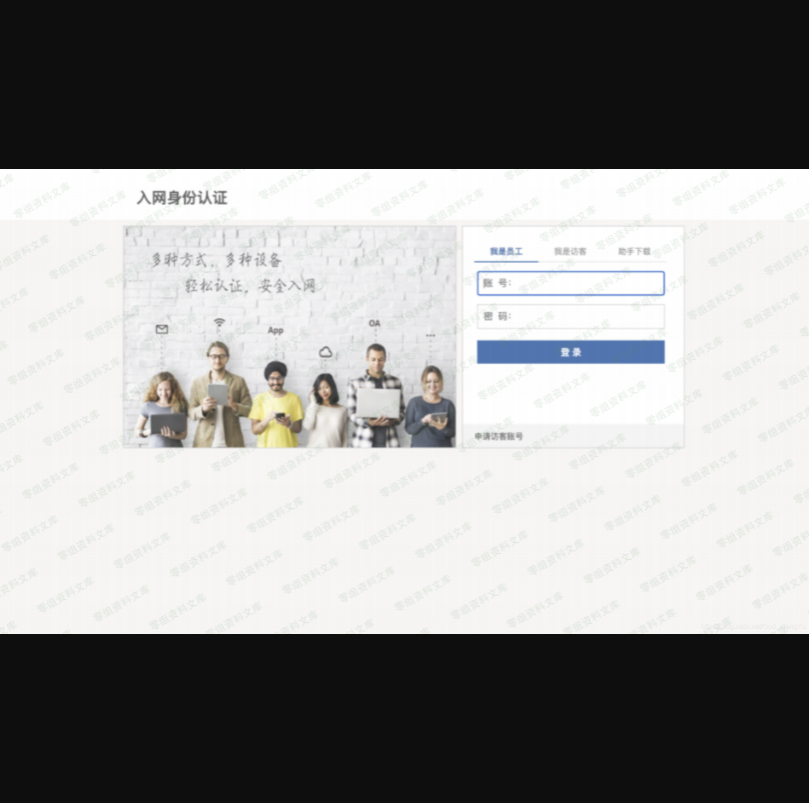 入网身份认证
多种方式，多种设备
轻松认证，安全入网
App
OA
我是员工 我是访客 助手下载
账 号：
密 码：
登录
申请访客账号
零组资料文库